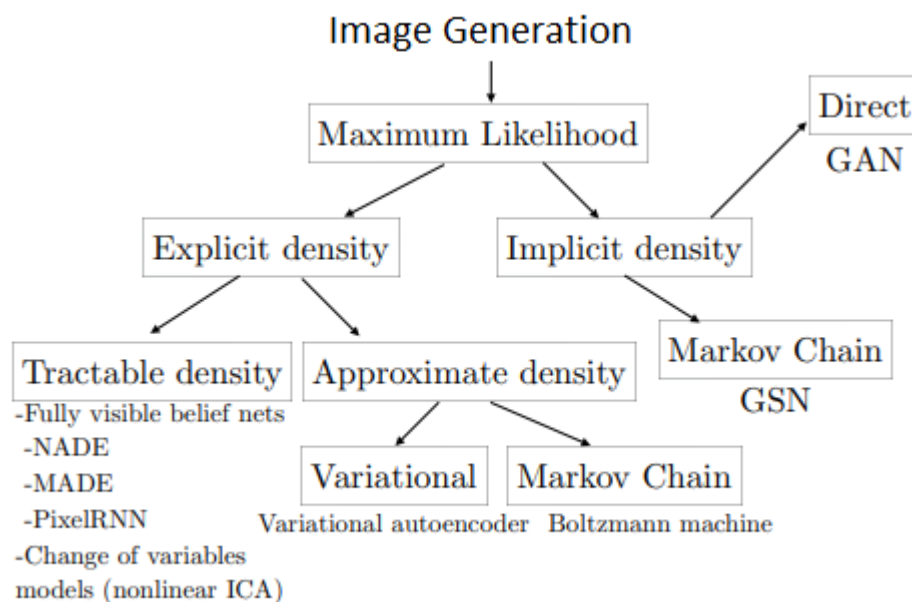 Image Generation
Maximum Likelihood
Direct
GAN
Explicit density
Implicit density
Tractable density
-Fully visible belief nets
-NADE
-MADE
-PixelRNN
-Change of variables
models (nonlinear ICA)
Approximate density
Variational
Variational autoencoder
Markov Chain
Boltzmann machine
Markov Chain
GSN